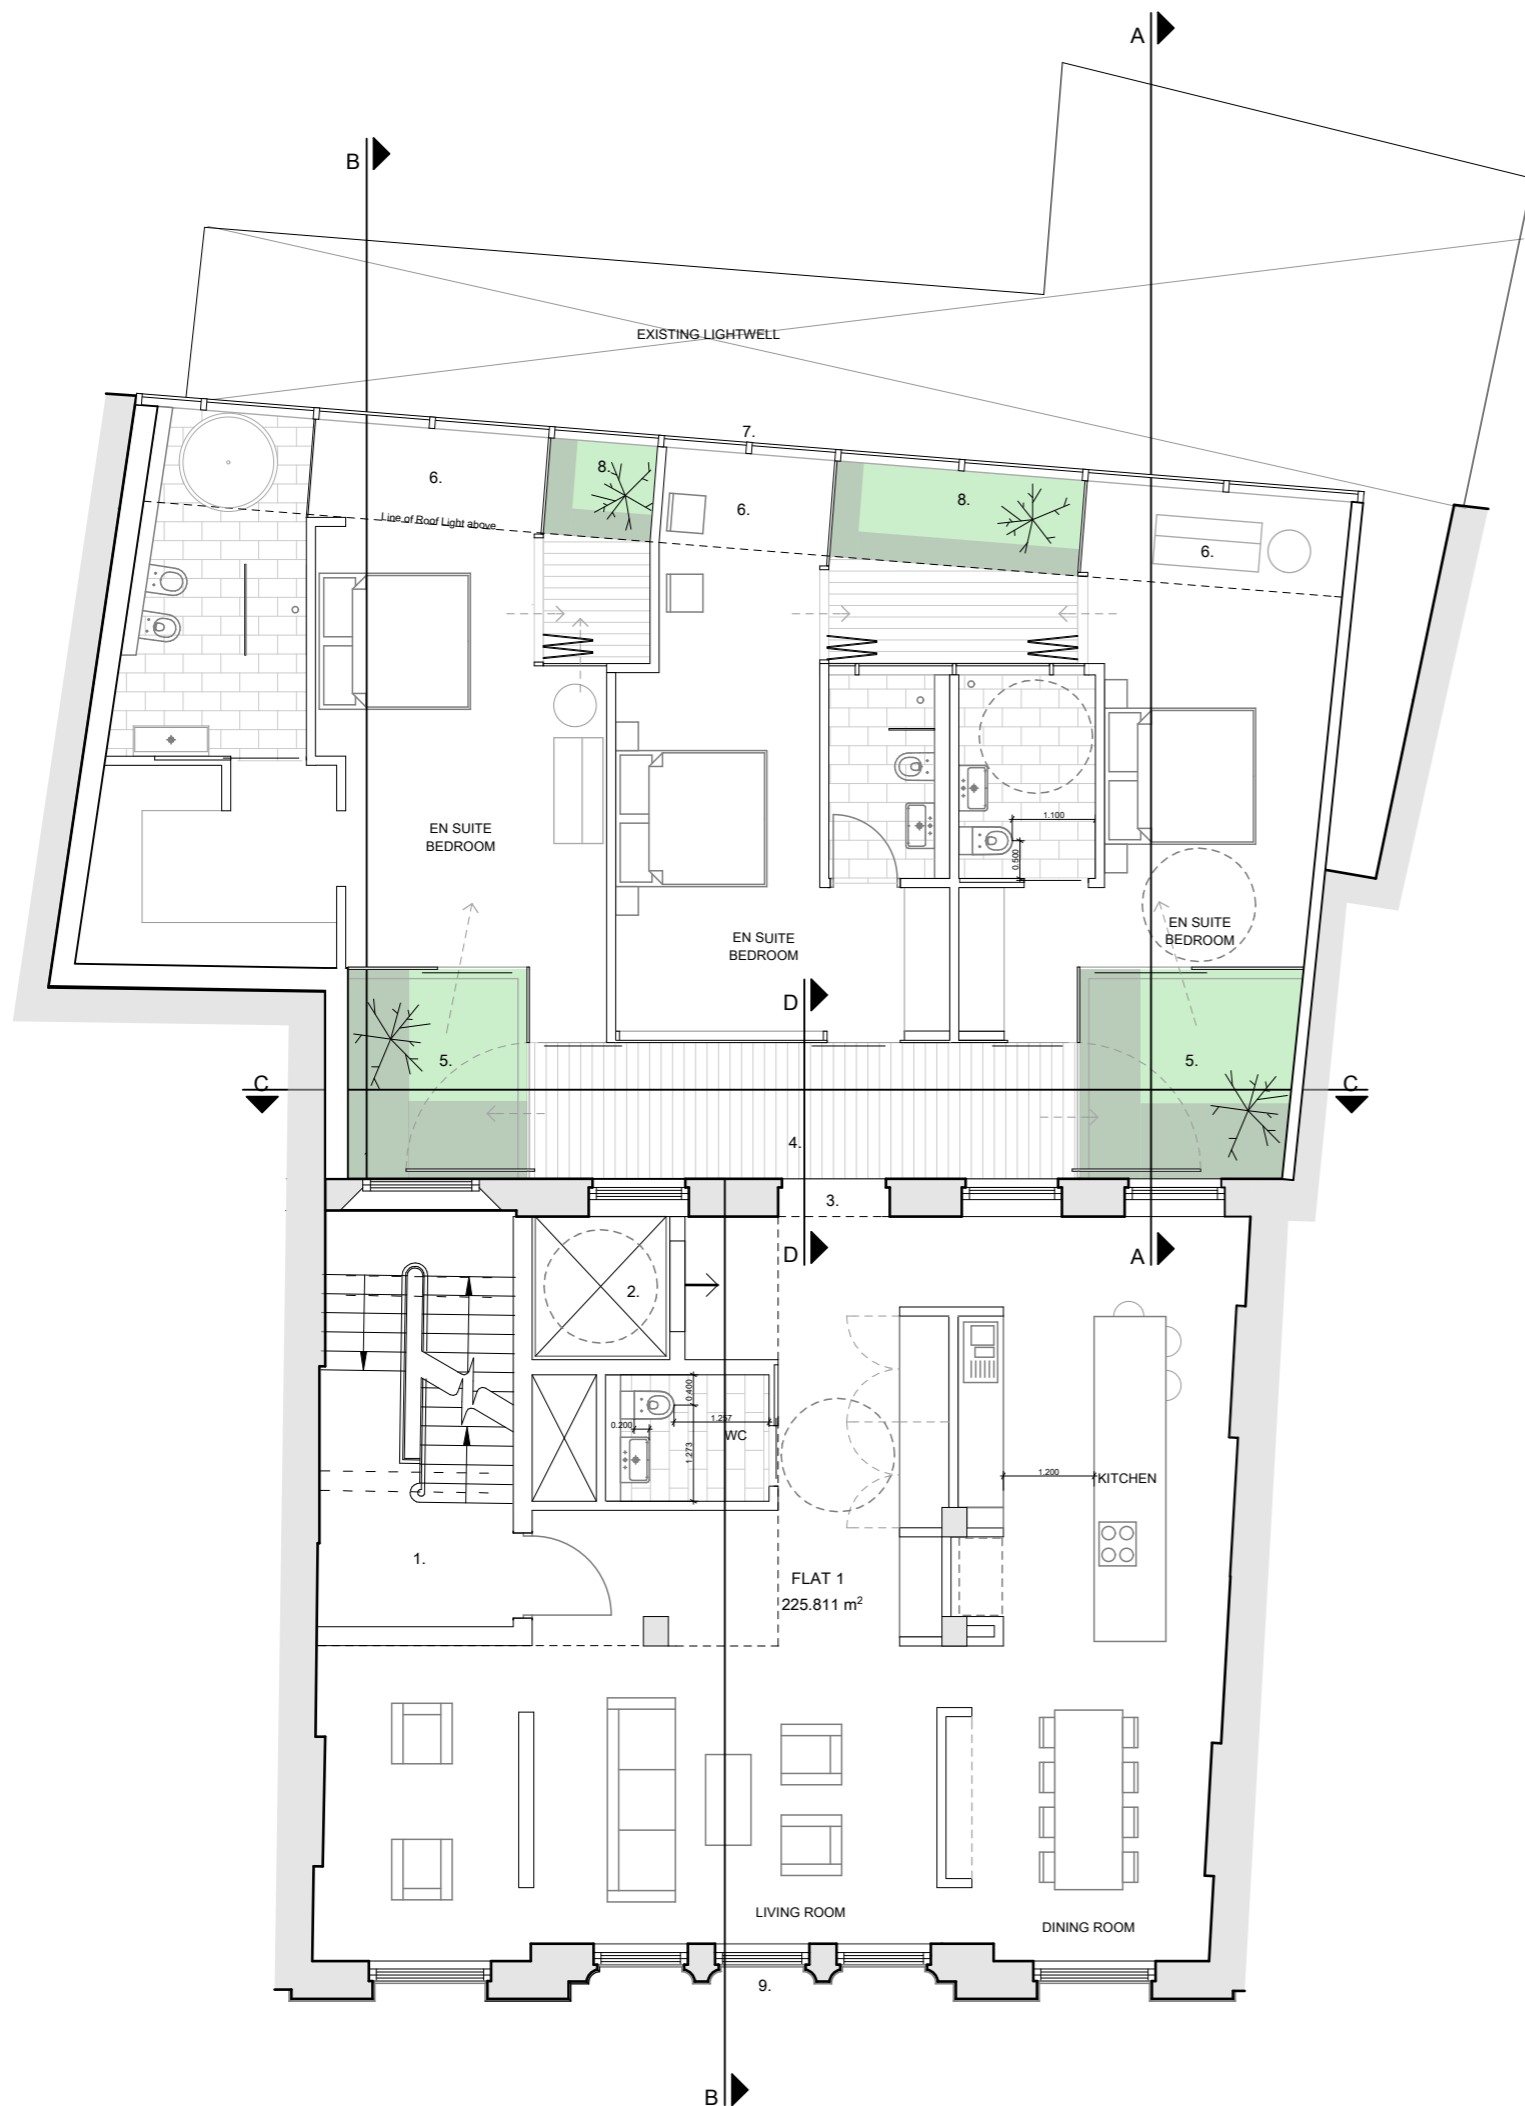 A
B
EXISTING LIGHTWELL
7.
6.
8.
6.
8.
6.
Line of Roof Light above
1.100
0.500
EN SUITE
BEDROOM
EN SUITE
BEDROOM
EN SUITE
BEDROOM
D
C
5.
5.
C
4.
3.
D
A
2.
0.400
0.200
1.257
WC
1.273
1.200
KITCHEN
1.
FLAT 1
225.811 m²
LIVING ROOM
DINING ROOM
9.
B